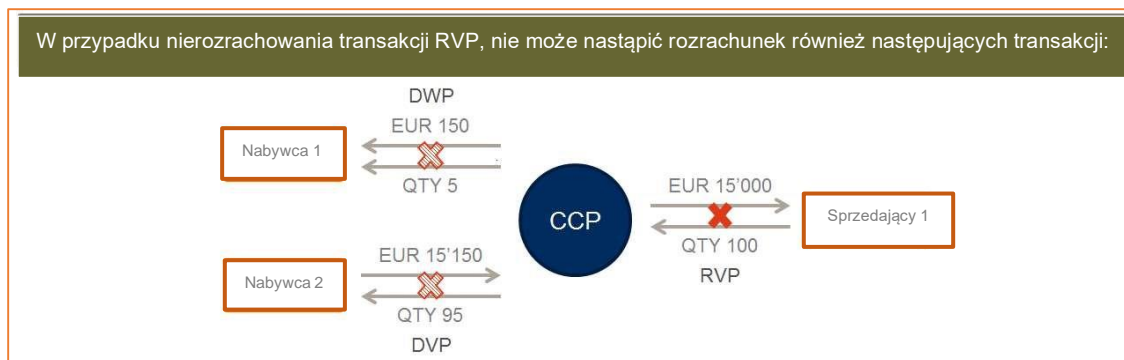 W przypadku nierozrachowania transakcji RVP, nie może nastąpić rozrachunek również następujących transakcji:
DWP
EUR 150
Nabywca 1
QTY 5
CCP
EUR 15'000
Sprzedający 1
QTY 100
RVP
EUR 15'150
Nabywca 2
QTY 95
DVP